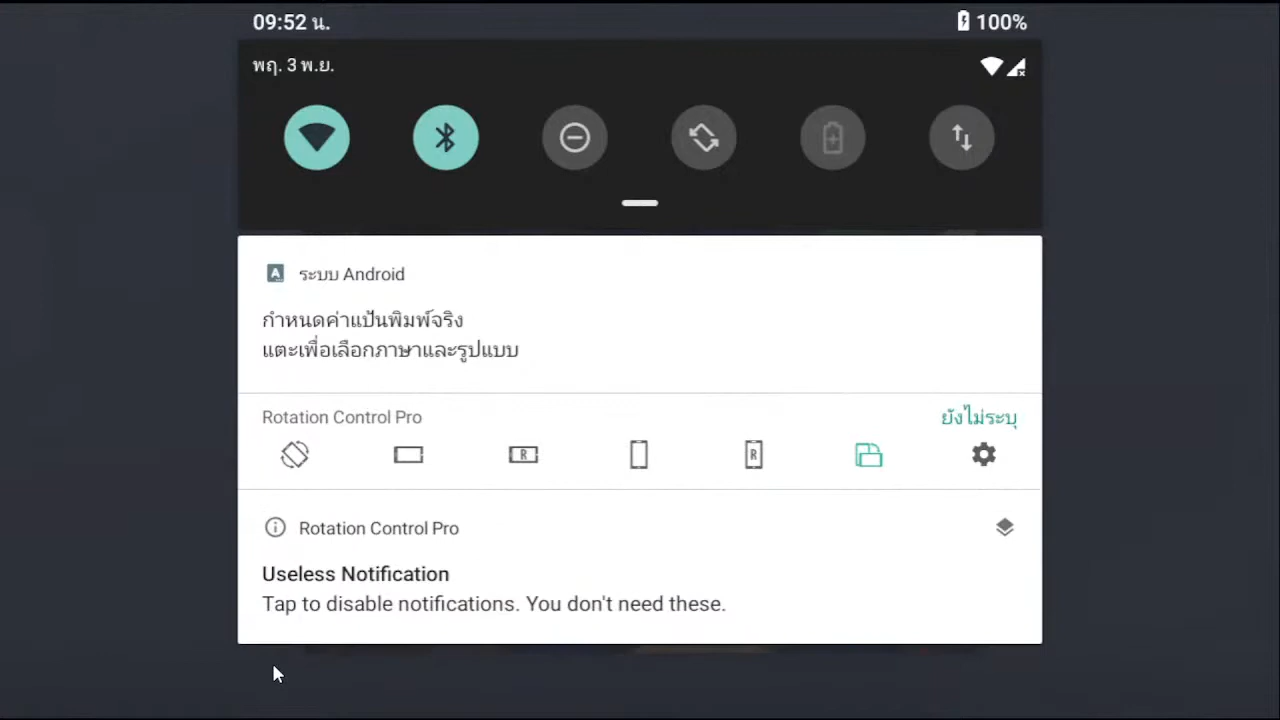 09:52 น.
100%
พฤ. 3 พ.ย.
ระบบ Android
กำหนดค่าแป้นพิมพ์จริง
แตะเพื่อเลือกภาษาและรูปแบบ
Rotation Control Pro
ยังไม่ระบุ
R
R
Rotation Control Pro
Useless Notification
Tap to disable notifications. You don't need these.